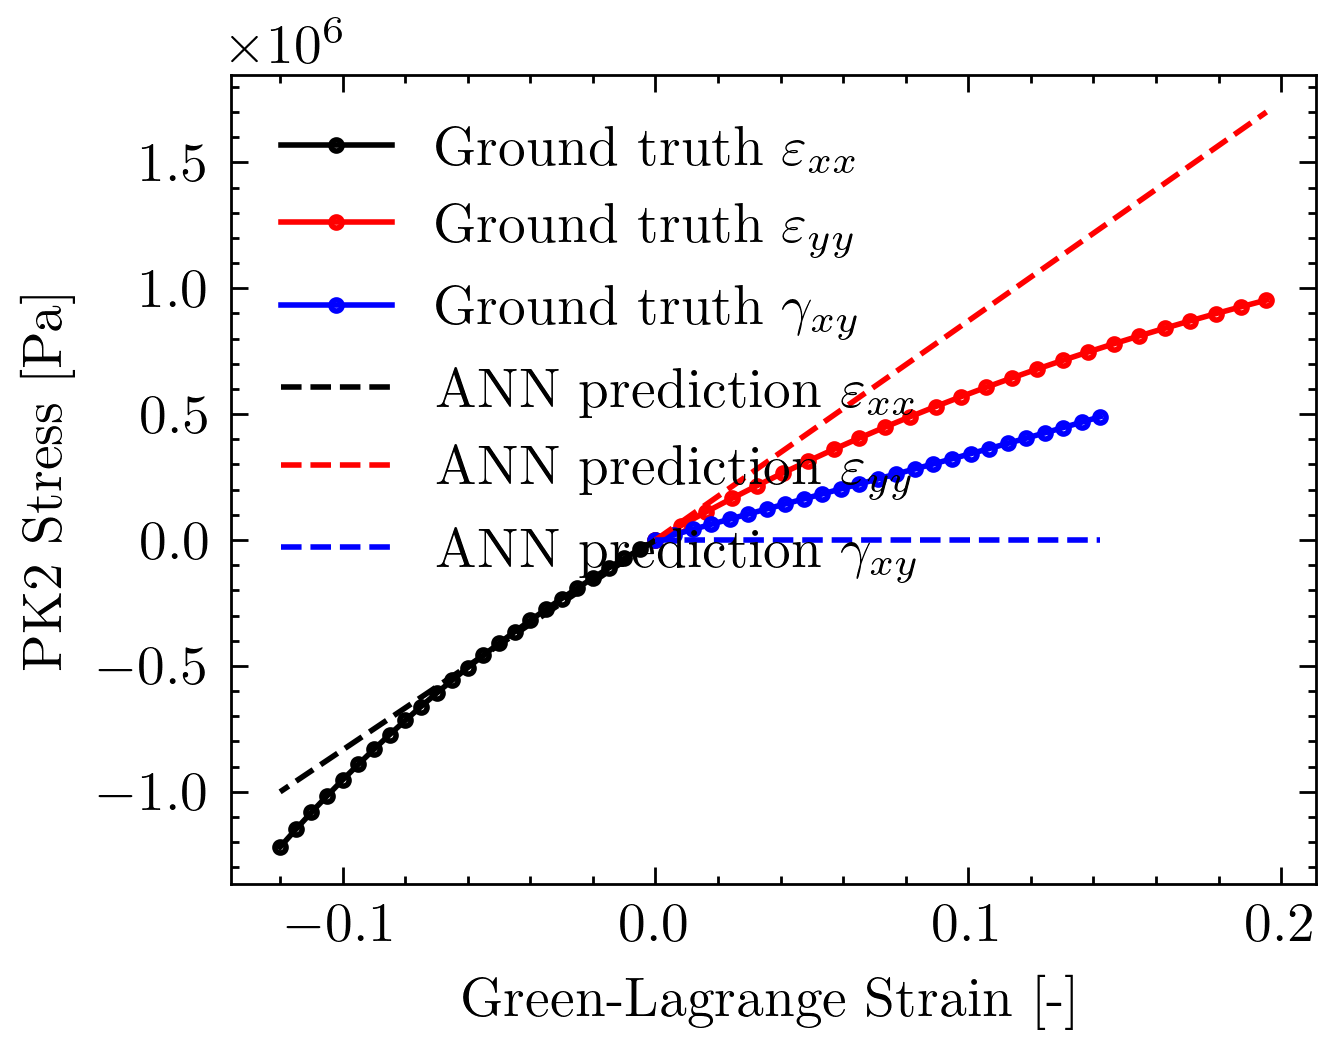 ×10⁶
Ground truth εₓₓ
Ground truth ε_yy
Ground truth γ_xy
ANN prediction εₓₓ
ANN prediction ε_yy
ANN prediction γ_xy
1.5
1.0
0.5
0.0
−0.5
−1.0
PK2 Stress [Pa]
−0.1 0.0 0.1 0.2
Green-Lagrange Strain [-]